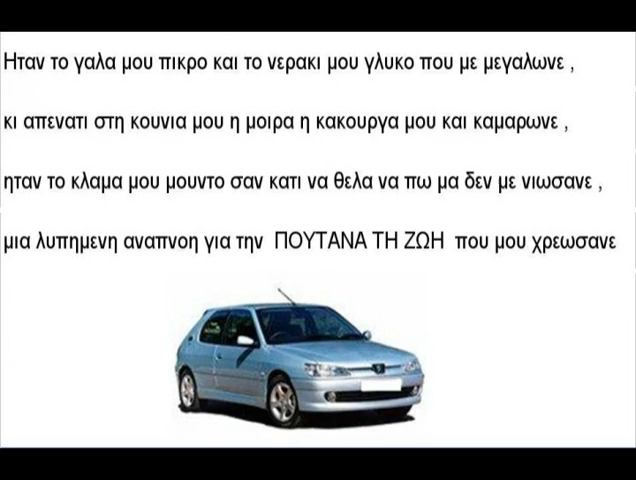 Ηταν το γαλα μου πικρο και το νερακι μου γλυκο που με μεγαλωνε ,
κι απενατι στη κουνια μου η μοιρα η κακουργα μου και καμαρωνε ,
ηταν το κλαμα μου μουντο σαν κατι να θελα να πω μα δεν με νιωσανε ,
μια λυπημενη αναπνοη για την ΠΟΥΤΑΝΑ ΤΗ ΖΩΗ που μου χρεωσανε